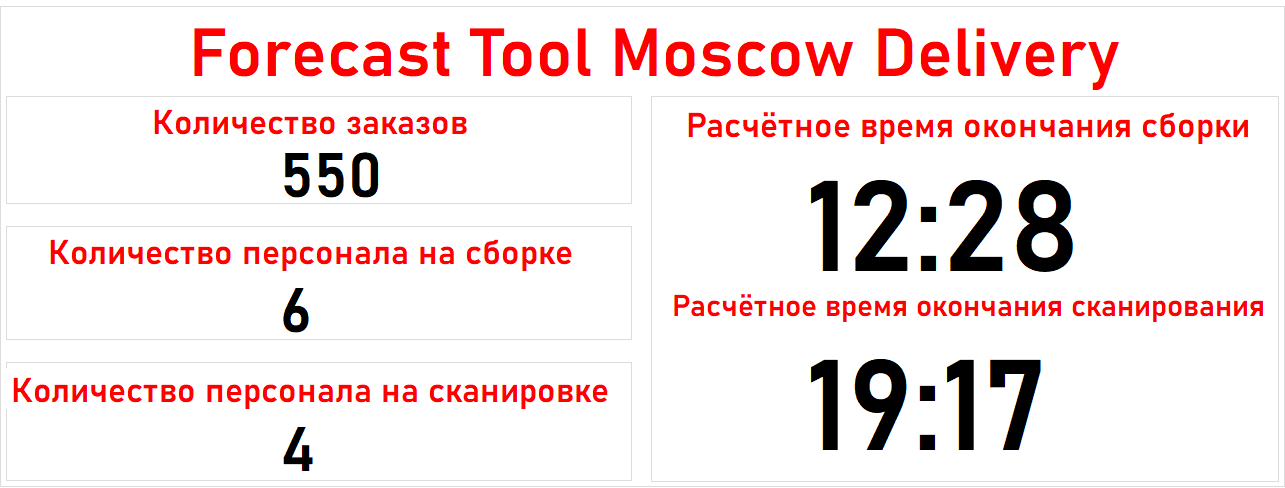 Forecast Tool Moscow Delivery
Количество заказов
550
Количество персонала на сборке
6
Количество персонала на сканировке
4
Расчётное время окончания сборки
12:28
Расчётное время окончания сканирования
19:17